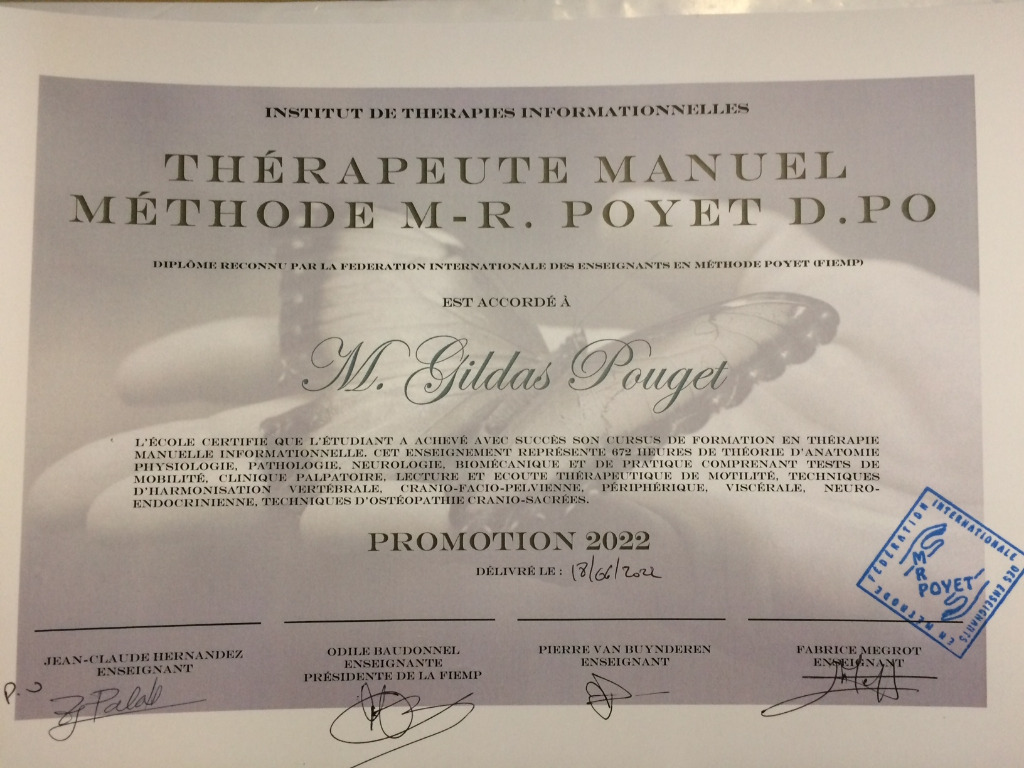 INSTITUT DE THERAPIES INFORMATIONNELLES
THÉRAPEUTE MANUEL
MÉTHODE M-R. POYET D.PO
DIPLÔME RECONNU PAR LA FEDERATION INTERNATIONALE DES ENSEIGNANTS EN MÉTHODE POYET (FIEMP)
EST ACCORDÉ À
M. Gildas Pouget
L'ÉCOLE CERTIFIE QUE L'ÉTUDIANT A ACHEVÉ AVEC SUCCÈS SON CURSUS DE FORMATION EN THÉRAPIE
MANUELLE INFORMATIONNELLE. CET ENSEIGNEMENT REPRÉSENTE 672 HEURES DE THÉORIE D'ANATOMIE
PHYSIOLOGIE, PATHOLOGIE, NEUROLOGIE, BIOMÉCANIQUE ET DE PRATIQUE COMPRENANT TESTS DE
MOBILITÉ, CLINIQUE PALPATOIRE, LECTURE ET ECOUTE THÉRAPEUTIQUE DE MOTILITÉ, TECHNIQUES
D'HARMONISATION VERTÉBRALE, CRANIO-FACIO-PELVIENNE, PÉRIPHÉRIQUE, VISCÉRALE, NEURO-
ENDOCRINIENNE, TECHNIQUES D'OSTÉOPATHIE CRANIO-SACRÉES.
PROMOTION 2022
DÉLIVRÉ LE : 18/06/2022
JEAN-CLAUDE HERNANDEZ
ENSEIGNANT
ODILE BAUDONNEL
ENSEIGNANTE
PRÉSIDENTE DE LA FIEMP
PIERRE VAN BUYNDEREN
ENSEIGNANT
FABRICE MEGROT
ENSEIGNANT
FÉDÉRATION INTERNATIONALE DES ENSEIGNANTS EN MÉTHODE
M R
POYET